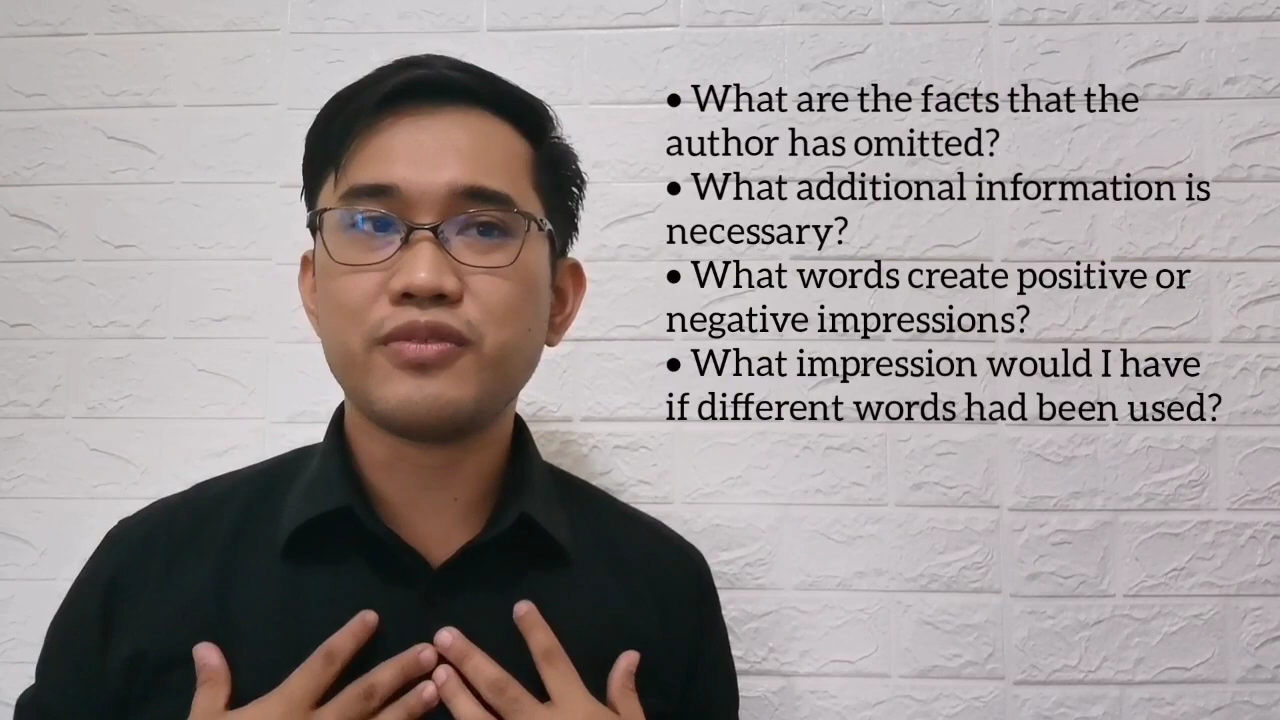 • What are the facts that the
author has omitted?
• What additional information is
necessary?
• What words create positive or
negative impressions?
• What impression would I have
if different words had been used?